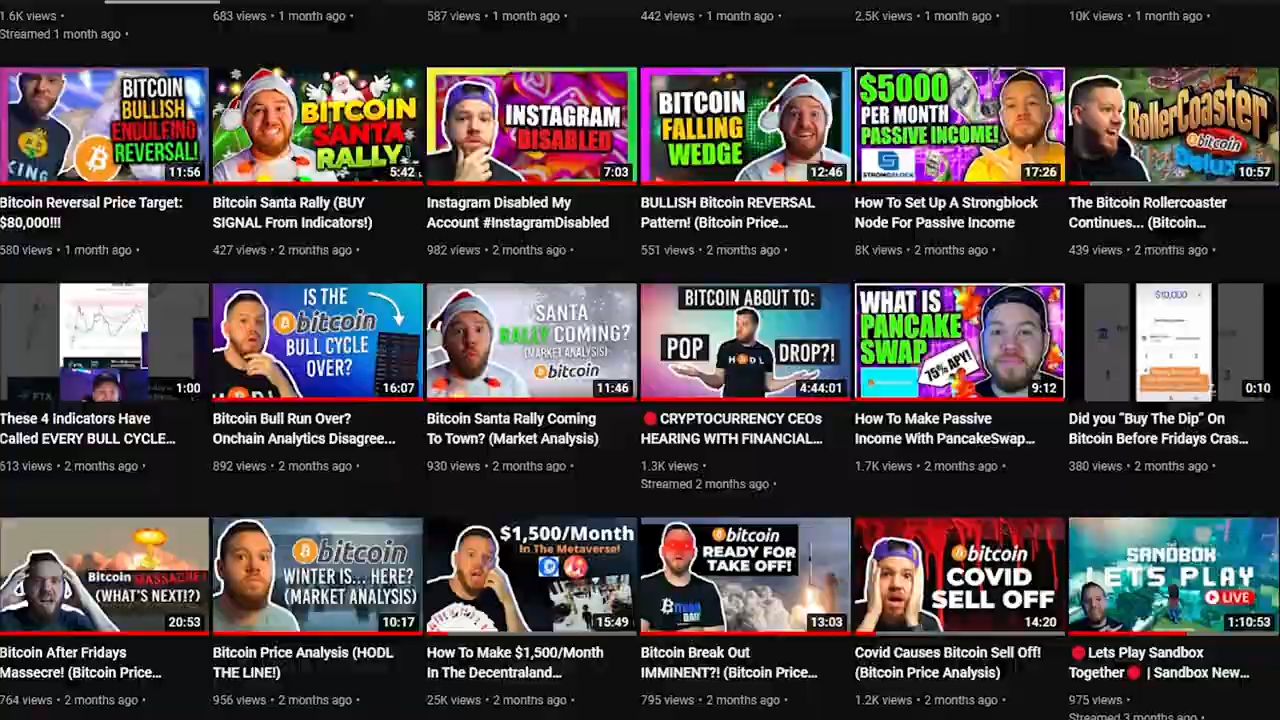 1.6K views •
683 views • 1 month ago •
587 views • 1 month ago •
442 views • 1 month ago •
2.5K views • 1 month ago •
10K views • 1 month ago •
Streamed 1 month ago •
BITCOIN
BULLISH
ENGULFING
REVERSAL!
KING
11:56
BITCOIN
SANTA
RALLY!
5:42
INSTAGRAM
DISABLED
7:03
BITCOIN
FALLING
WEDGE
12:46
$5000
PER MONTH
PASSIVE INCOME!
STRONGBLOCK
17:26
RollerCoaster
bitcoin
Deluxe
10:57
Bitcoin Reversal Price Target:
$80,000!!!
580 views • 1 month ago •
Bitcoin Santa Rally (BUY
SIGNAL From Indicators!)
427 views • 2 months ago •
Instagram Disabled My
Account #InstagramDisabled
982 views • 2 months ago •
BULLISH Bitcoin REVERSAL
Pattern! (Bitcoin Price...
551 views • 2 months ago •
How To Set Up A Strongblock
Node For Passive Income
8K views • 2 months ago •
The Bitcoin Rollercoaster
Continues... (Bitcoin...
439 views • 2 months ago •
1:00
IS THE
bitcoin
BULL CYCLE
OVER?
16:07
SANTA
RALLY COMING?
(MARKET ANALYSIS)
bitcoin
11:46
BITCOIN ABOUT TO:
POP
DROP?!
HODL
4:44:01
WHAT IS
PANCAKE
SWAP
75% APY!
9:12
$10,000
0:10
These 4 Indicators Have
Called EVERY BULL CYCLE...
613 views • 2 months ago •
Bitcoin Bull Run Over?
Onchain Analytics Disagree...
892 views • 2 months ago •
Bitcoin Santa Rally Coming
To Town? (Market Analysis)
930 views • 2 months ago •
CRYPTOCURRENCY CEOs
HEARING WITH FINANCIAL...
1.3K views •
Streamed 2 months ago •
How To Make Passive
Income With PancakeSwap...
1.7K views • 2 months ago •
Did you “Buy The Dip” On
Bitcoin Before Fridays Cras...
380 views • 2 months ago •
Bitcoin MASSACRE!
(WHAT'S NEXT!?)
20:53
bitcoin
WINTER IS... HERE?
(MARKET ANALYSIS)
10:17
$1,500/Month
In The Metaverse!
15:49
bitcoin
READY FOR
TAKE OFF!
13:03
bitcoin
COVID
SELL OFF
14:20
THE
SANDBOX
LETS PLAY
LIVE
1:10:53
Bitcoin After Fridays
Massacre! (Bitcoin Price...
764 views • 2 months ago •
Bitcoin Price Analysis (HODL
THE LINE!)
956 views • 2 months ago •
How To Make $1,500/Month
In The Decentraland...
25K views • 2 months ago •
Bitcoin Break Out
IMMINENT?! (Bitcoin Price...
795 views • 2 months ago •
Covid Causes Bitcoin Sell Off!
(Bitcoin Price Analysis)
1.2K views • 2 months ago •
Lets Play Sandbox
Together | Sandbox New...
975 views •
Streamed 3 months ago •